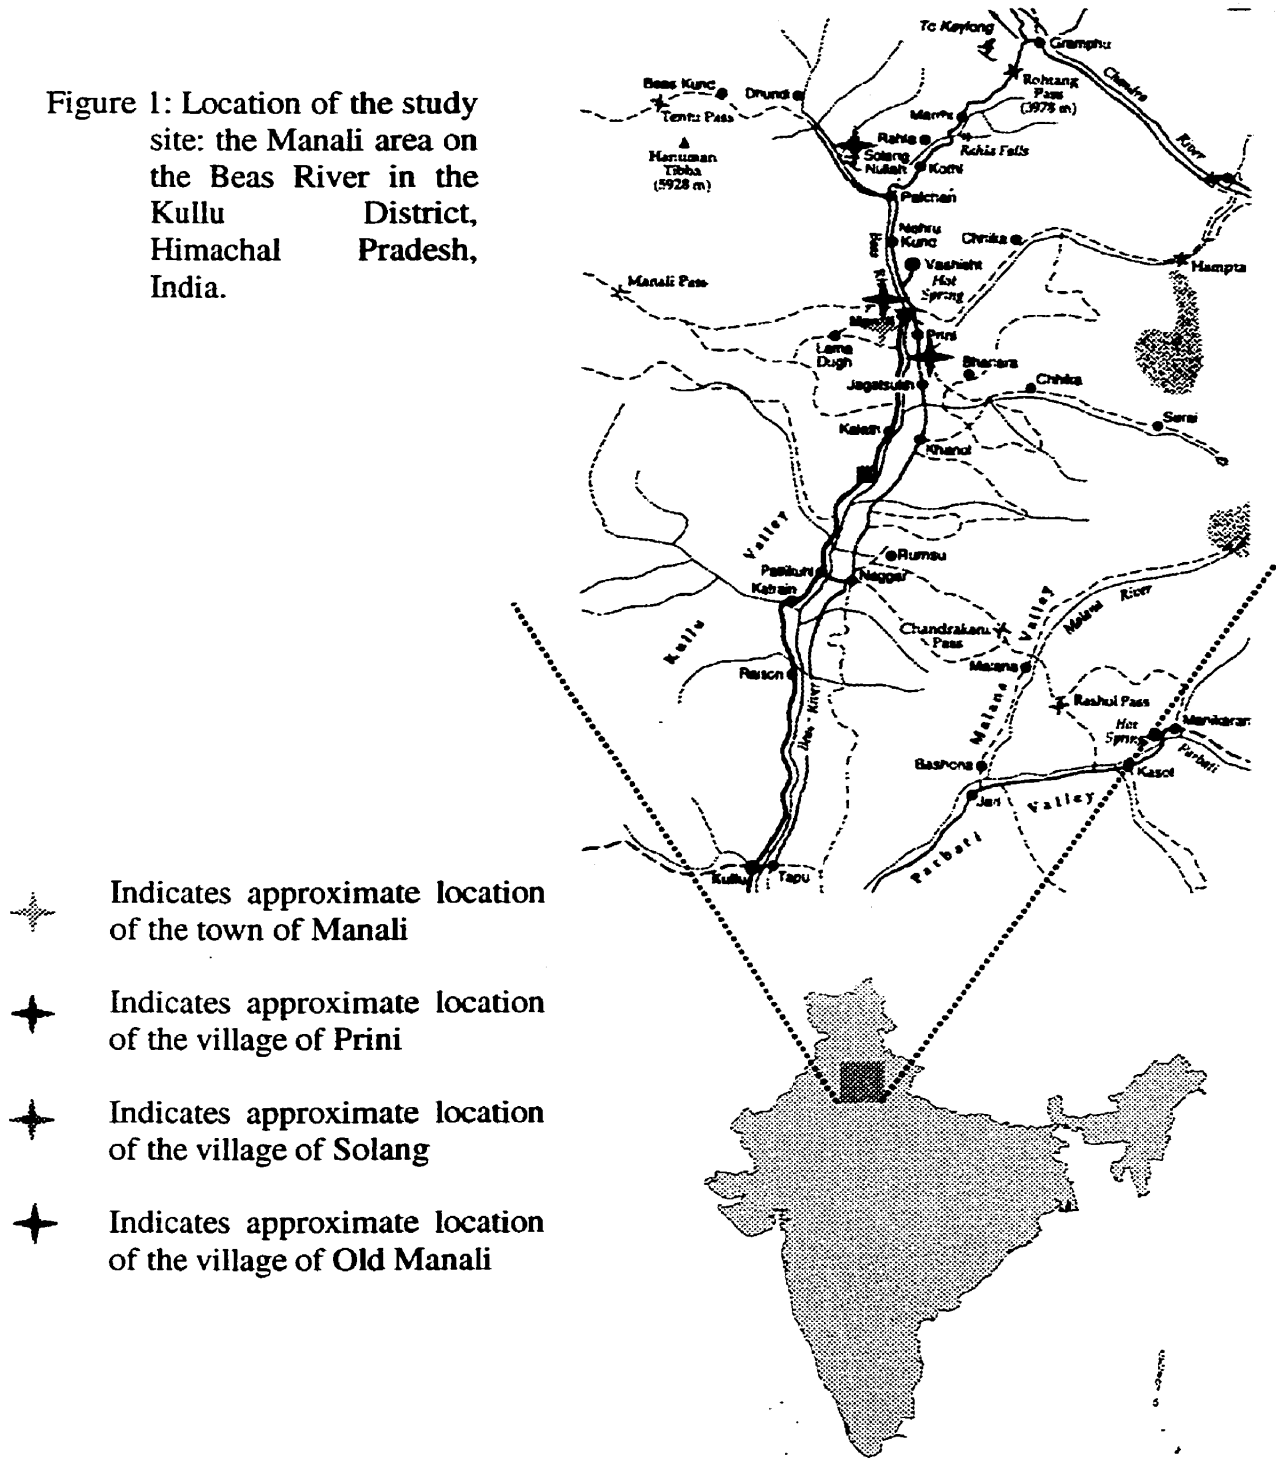 Figure 1: Location of the study
site: the Manali area on
the Beas River in the
Kullu District,
Himachal Pradesh,
India.
To Keylong
Gramphu
Chandra
River
Rohtang
Pass
(3978 m)
Beas Kund
Dhundi
Tentu Pass
Marrhi
Rahla
Rahla Falls
Hanuman
Tibba
(5928 m)
Solang
Nullah
Kothi
Palchan
Nehru
Kund
Beas
Chhika
Vashisht
Hot
Spring
Hampta
Manali Pass
Prini
Lama
Dugh
Bhanara
Jagatsukh
Chhika
Kalath
Serai
Khanol
Valley
Rumsu
Patlikuhl
Naggar
Katrain
Valley
Malana
River
Kullu
Chandrakani
Pass
Malana
Raison
Malana
Rashol Pass
Beas River
Hot
Spring
Manikaran
Parbati
Bashona
Kasol
Jari
Valley
Parbati
Kullu
Tapu
Indicates approximate location
of the town of Manali
Indicates approximate location
of the village of Prini
Indicates approximate location
of the village of Solang
Indicates approximate location
of the village of Old Manali